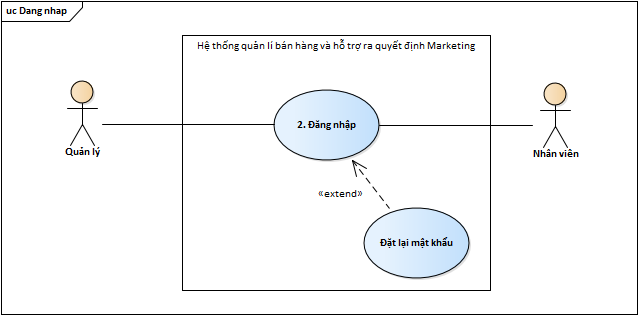 uc Dang nhap
Hệ thống quản lí bán hàng và hỗ trợ ra quyết định Marketing
2. Đăng nhập
Quản lý
Nhân viên
«extend»
Đặt lại mật khẩu